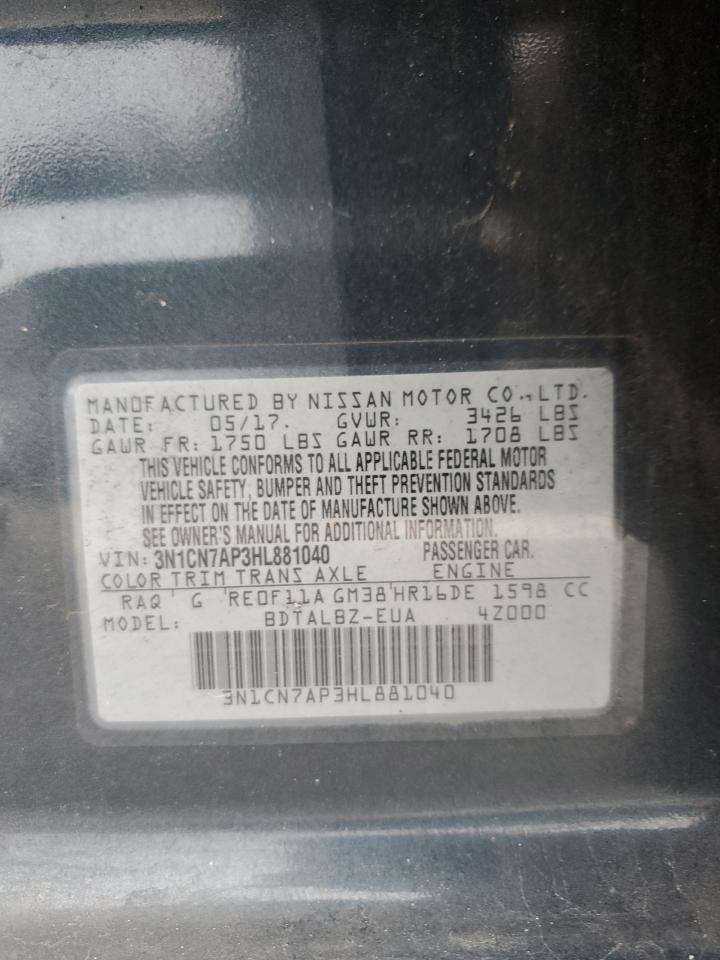 MANUFACTURED BY NISSAN MOTOR CO., LTD.
DATE: 05/17. GVWR: 3426 LBS
GAWR FR: 1750 LBS GAWR RR: 1708 LBS
THIS VEHICLE CONFORMS TO ALL APPLICABLE FEDERAL MOTOR
VEHICLE SAFETY, BUMPER AND THEFT PREVENTION STANDARDS
IN EFFECT ON THE DATE OF MANUFACTURE SHOWN ABOVE.
SEE OWNER'S MANUAL FOR ADDITIONAL INFORMATION.
VIN: 3N1CN7AP3HL881040 PASSENGER CAR.
COLOR TRIM TRANS AXLE ENGINE
RAQ G RE0F11A GM38 HR16DE 1598 CC
MODEL: BDTALBZ-EUA 4Z000
3N1CN7AP3HL881040